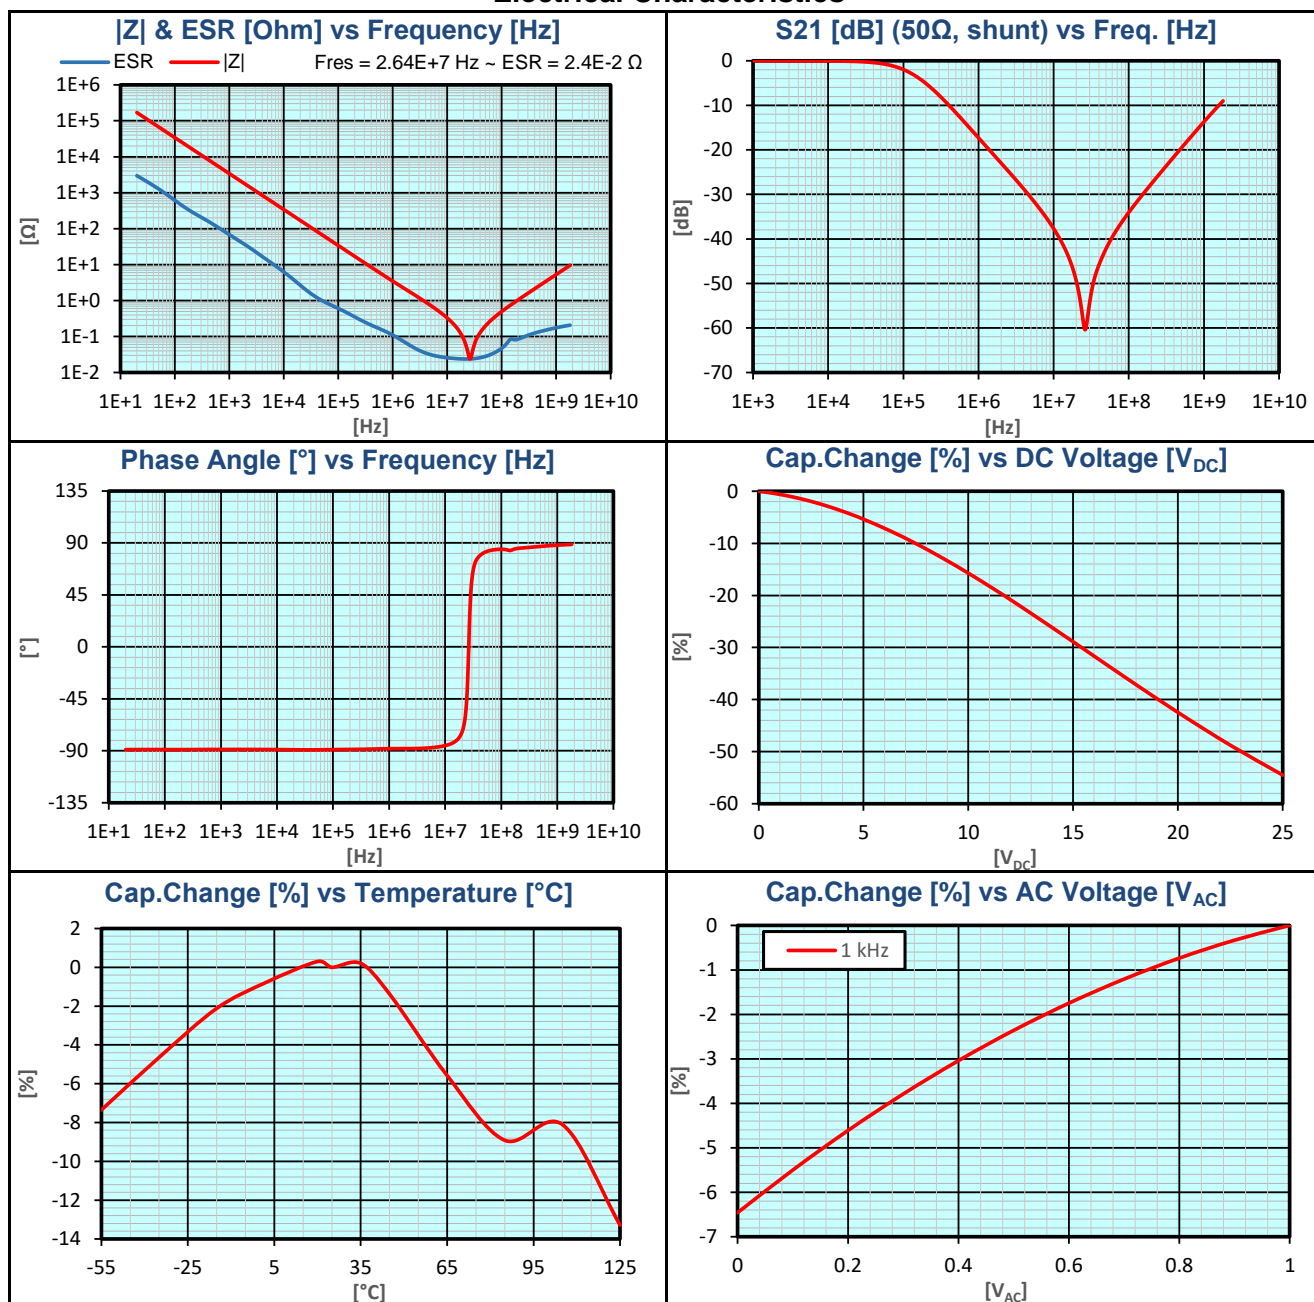 |Z| & ESR [Ohm] vs Frequency [Hz]
ESR |Z| Fres = 2.64E+7 Hz ~ ESR = 2.4E-2 Ω
1E+6
1E+5
1E+4
1E+3
1E+2
1E+1
1E+0
1E-1
1E-2
[Ω]
1E+1 1E+2 1E+3 1E+4 1E+5 1E+6 1E+7 1E+8 1E+9 1E+10
[Hz]
S21 [dB] (50Ω, shunt) vs Freq. [Hz]
0
-10
-20
-30
-40
-50
-60
-70
[dB]
1E+3 1E+4 1E+5 1E+6 1E+7 1E+8 1E+9 1E+10
[Hz]
Phase Angle [°] vs Frequency [Hz]
135
90
45
0
-45
-90
-135
[°]
1E+1 1E+2 1E+3 1E+4 1E+5 1E+6 1E+7 1E+8 1E+9 1E+10
[Hz]
Cap.Change [%] vs DC Voltage [VDC]
0
-10
-20
-30
-40
-50
-60
[%]
0 5 10 15 20 25
[VDC]
Cap.Change [%] vs Temperature [°C]
2
0
-2
-4
-6
-8
-10
-12
-14
[%]
-55 -25 5 35 65 95 125
[°C]
Cap.Change [%] vs AC Voltage [VAC]
1 kHz
0
-1
-2
-3
-4
-5
-6
-7
[%]
0 0.2 0.4 0.6 0.8 1
[VAC]